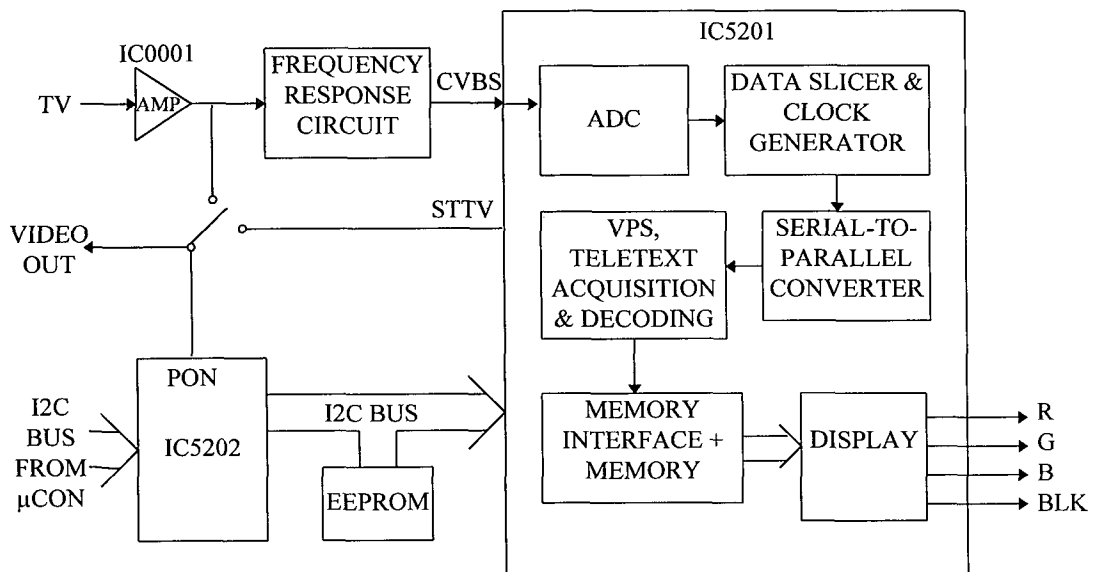 IC5201
IC0001
TV
AMP
FREQUENCY
RESPONSE
CIRCUIT
CVBS
ADC
DATA SLICER &
CLOCK
GENERATOR
STTV
VIDEO
OUT
VPS,
TELETEXT
ACQUISITION
& DECODING
SERIAL-TO-
PARALLEL
CONVERTER
PON
IC5202
I2C
BUS
FROM
μCON
I2C BUS
EEPROM
MEMORY
INTERFACE +
MEMORY
DISPLAY
R
G
B
BLK